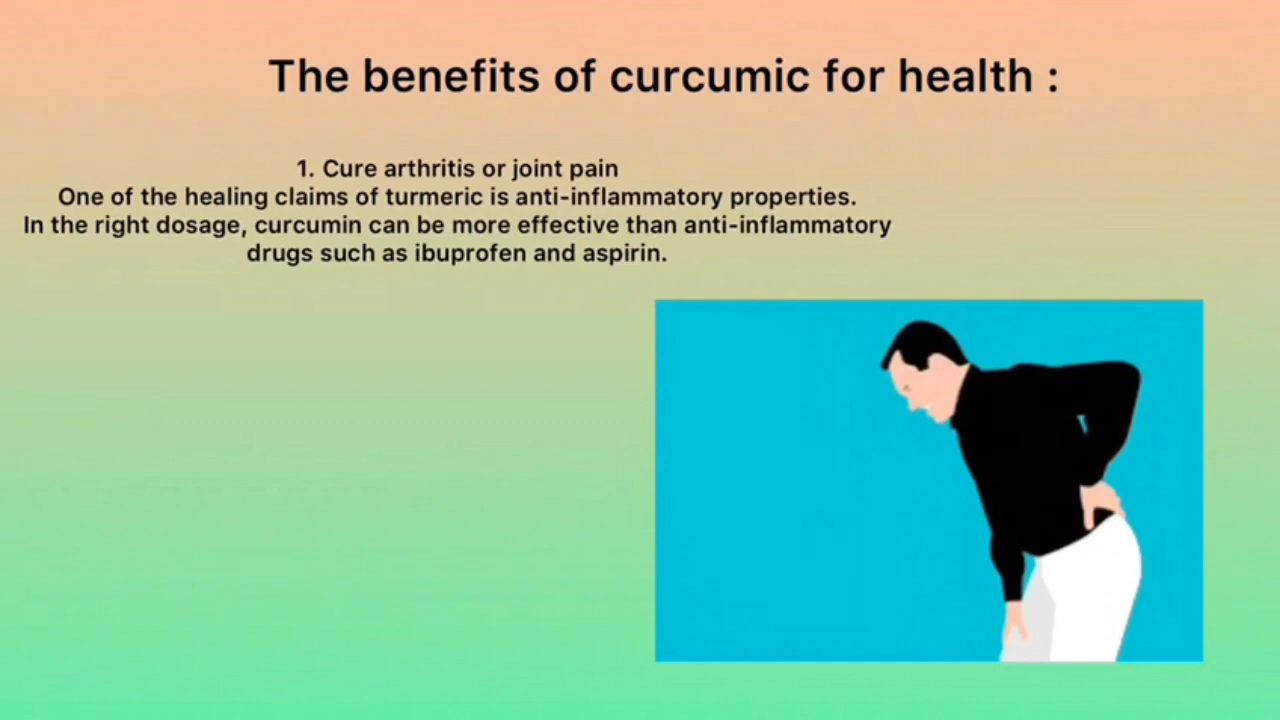 The benefits of curcumic for health :
1. Cure arthritis or joint pain
One of the healing claims of turmeric is anti-inflammatory properties.
In the right dosage, curcumin can be more effective than anti-inflammatory
drugs such as ibuprofen and aspirin.